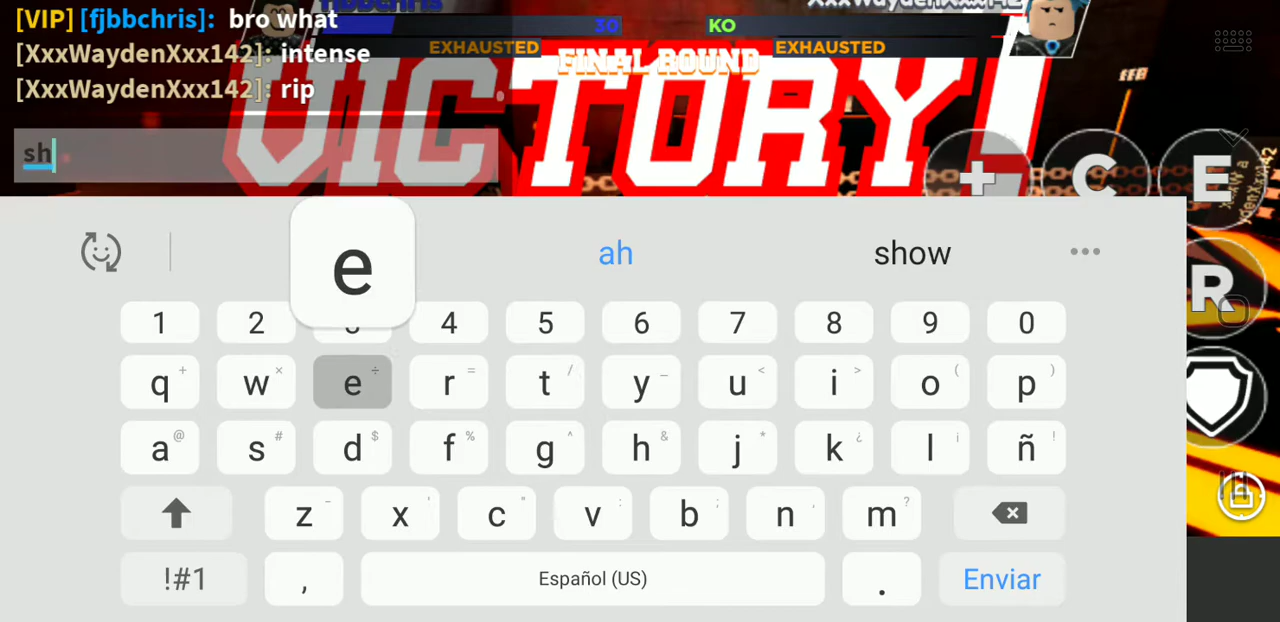 [VIP] [fjbbchris]: bro what
[XxxWaydenXxx142]: intense
[XxxWaydenXxx142]: rip
sh
30
KO
EXHAUSTED
EXHAUSTED
FINAL ROUND
VICTORY!
+ C E
R
e
ah show
1 2 4 5 6 7 8 9 0
q + w × e ÷ r = t / y _ u < i > o ( p )
a @ s # d $ f % g ^ h & j * k ¿ l ¡ ñ !
z - x ' c " v : b ; n , m ?
!#1 , Español (US) . Enviar